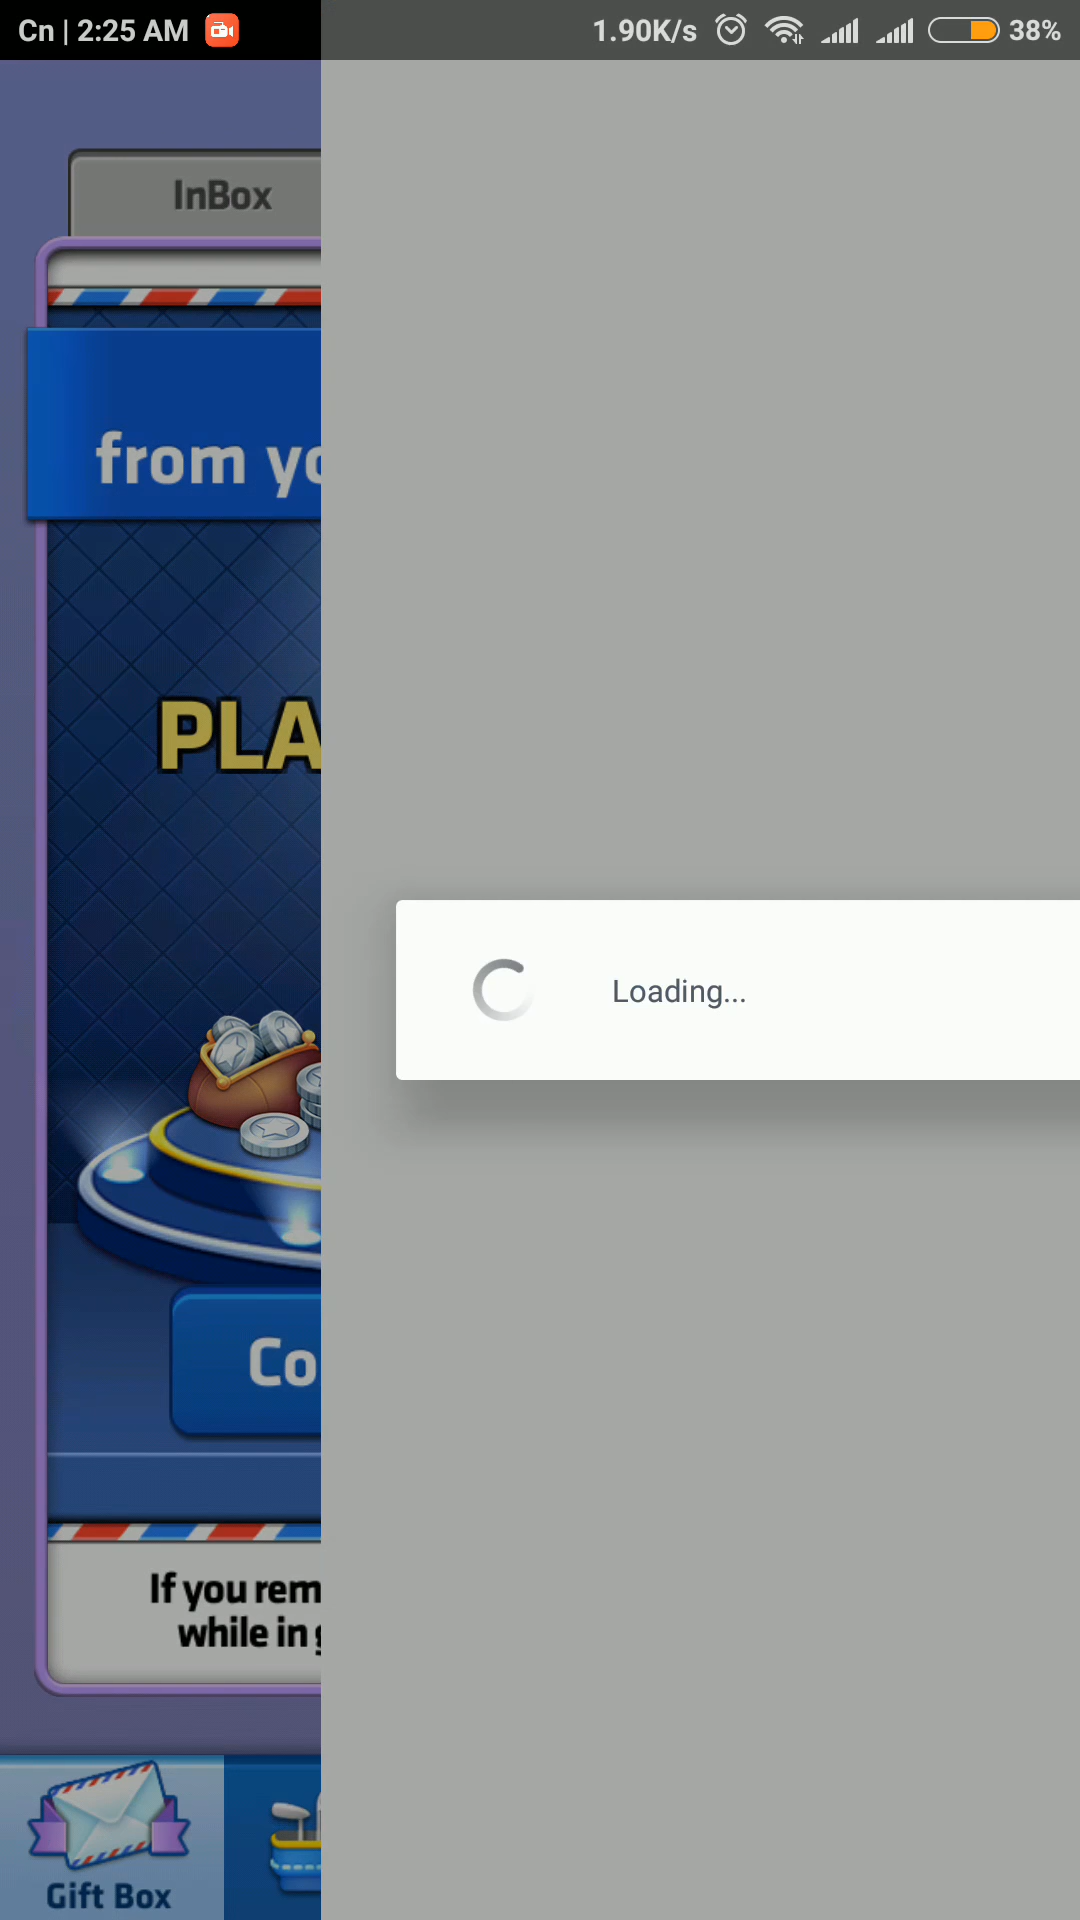 Cn | 2:25 AM
1.90K/s
38%
InBox
from yo
PLA
Loading...
Co
If you rem
while in g
Gift Box